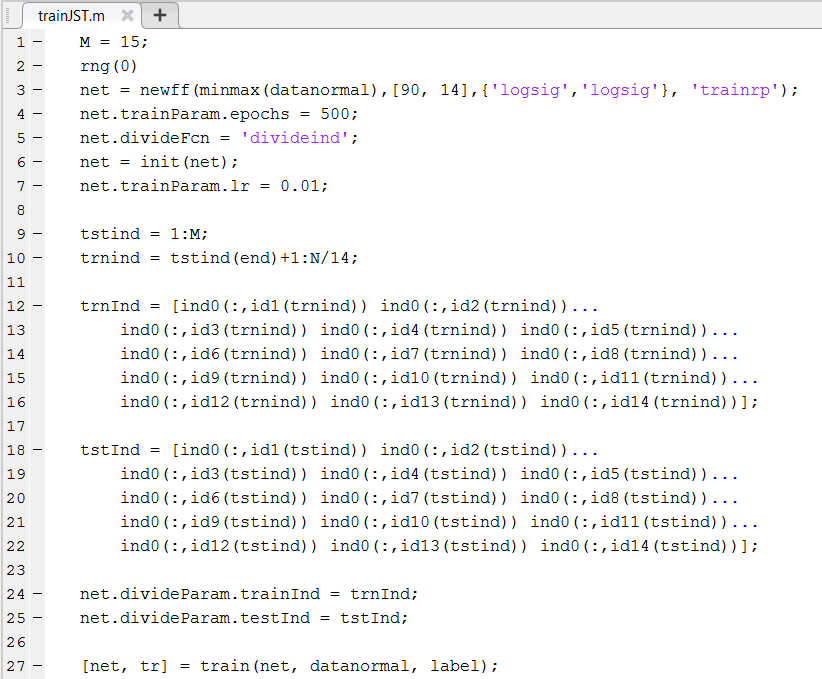 trainJST.m
1 M = 15;
2 rng(0)
3 net = newff(minmax(datanormal),[90, 14],{'logsig','logsig'}, 'trainrp');
4 net.trainParam.epochs = 500;
5 net.divideFcn = 'divideind';
6 net = init(net);
7 net.trainParam.lr = 0.01;
8
9 tstind = 1:M;
10 trnind = tstind(end)+1:N/14;
11
12 trnInd = [ind0(:,id1(trnind)) ind0(:,id2(trnind))...
13 ind0(:,id3(trnind)) ind0(:,id4(trnind)) ind0(:,id5(trnind))...
14 ind0(:,id6(trnind)) ind0(:,id7(trnind)) ind0(:,id8(trnind))...
15 ind0(:,id9(trnind)) ind0(:,id10(trnind)) ind0(:,id11(trnind))...
16 ind0(:,id12(trnind)) ind0(:,id13(trnind)) ind0(:,id14(trnind))];
17
18 tstInd = [ind0(:,id1(tstind)) ind0(:,id2(tstind))...
19 ind0(:,id3(tstind)) ind0(:,id4(tstind)) ind0(:,id5(tstind))...
20 ind0(:,id6(tstind)) ind0(:,id7(tstind)) ind0(:,id8(tstind))...
21 ind0(:,id9(tstind)) ind0(:,id10(tstind)) ind0(:,id11(tstind))...
22 ind0(:,id12(tstind)) ind0(:,id13(tstind)) ind0(:,id14(tstind))];
23
24 net.divideParam.trainInd = trnInd;
25 net.divideParam.testInd = tstInd;
26
27 [net, tr] = train(net, datanormal, label);